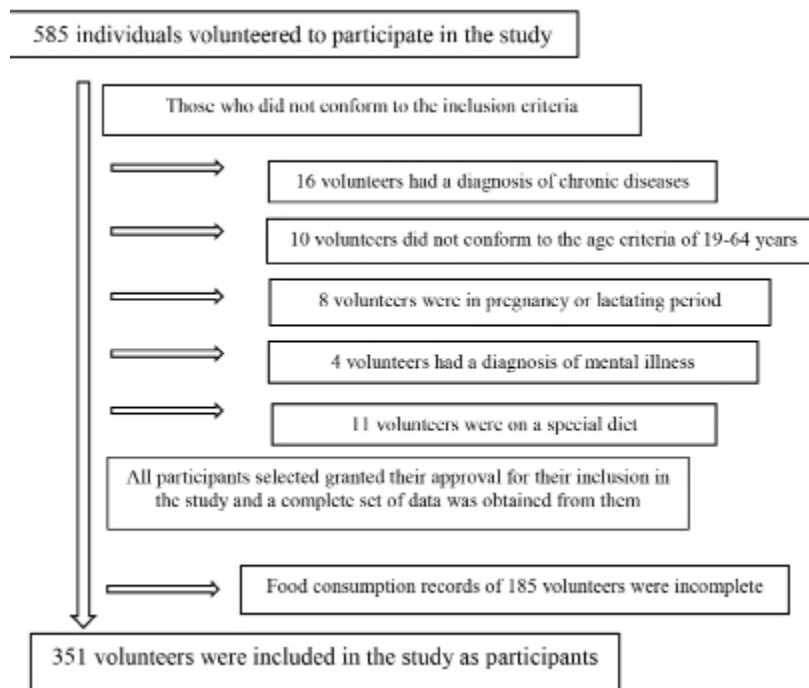 585 individuals volunteered to participate in the study
Those who did not conform to the inclusion criteria
16 volunteers had a diagnosis of chronic diseases
10 volunteers did not conform to the age criteria of 19-64 years
8 volunteers were in pregnancy or lactating period
4 volunteers had a diagnosis of mental illness
11 volunteers were on a special diet
All participants selected granted their approval for their inclusion in
the study and a complete set of data was obtained from them
Food consumption records of 185 volunteers were incomplete
351 volunteers were included in the study as participants